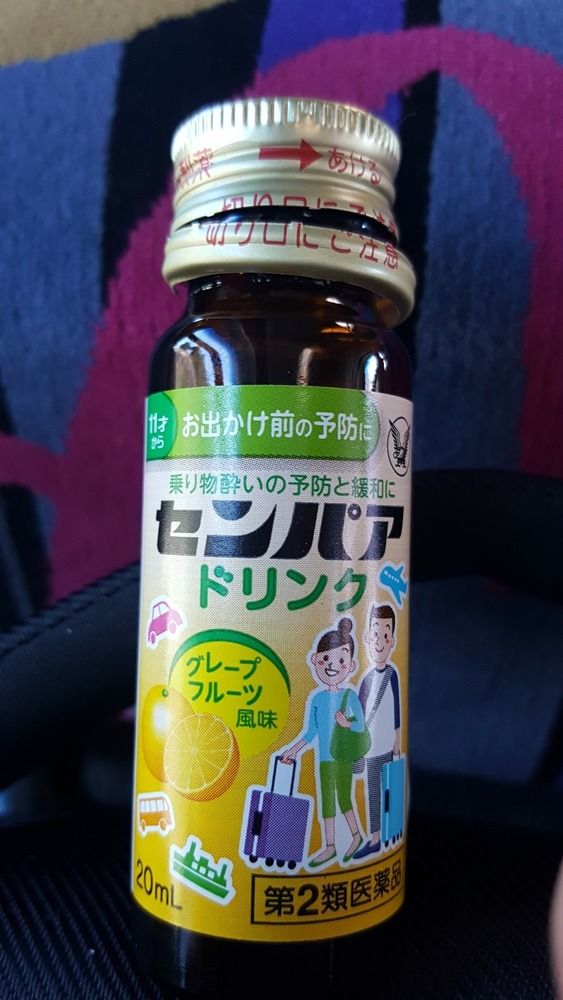 あける
切り口にご注意
11才
から
お出かけ前の予防に
乗り物酔いの予防と緩和に
センパア
ドリンク
グレープ
フルーツ
風味
20mL
第2類医薬品